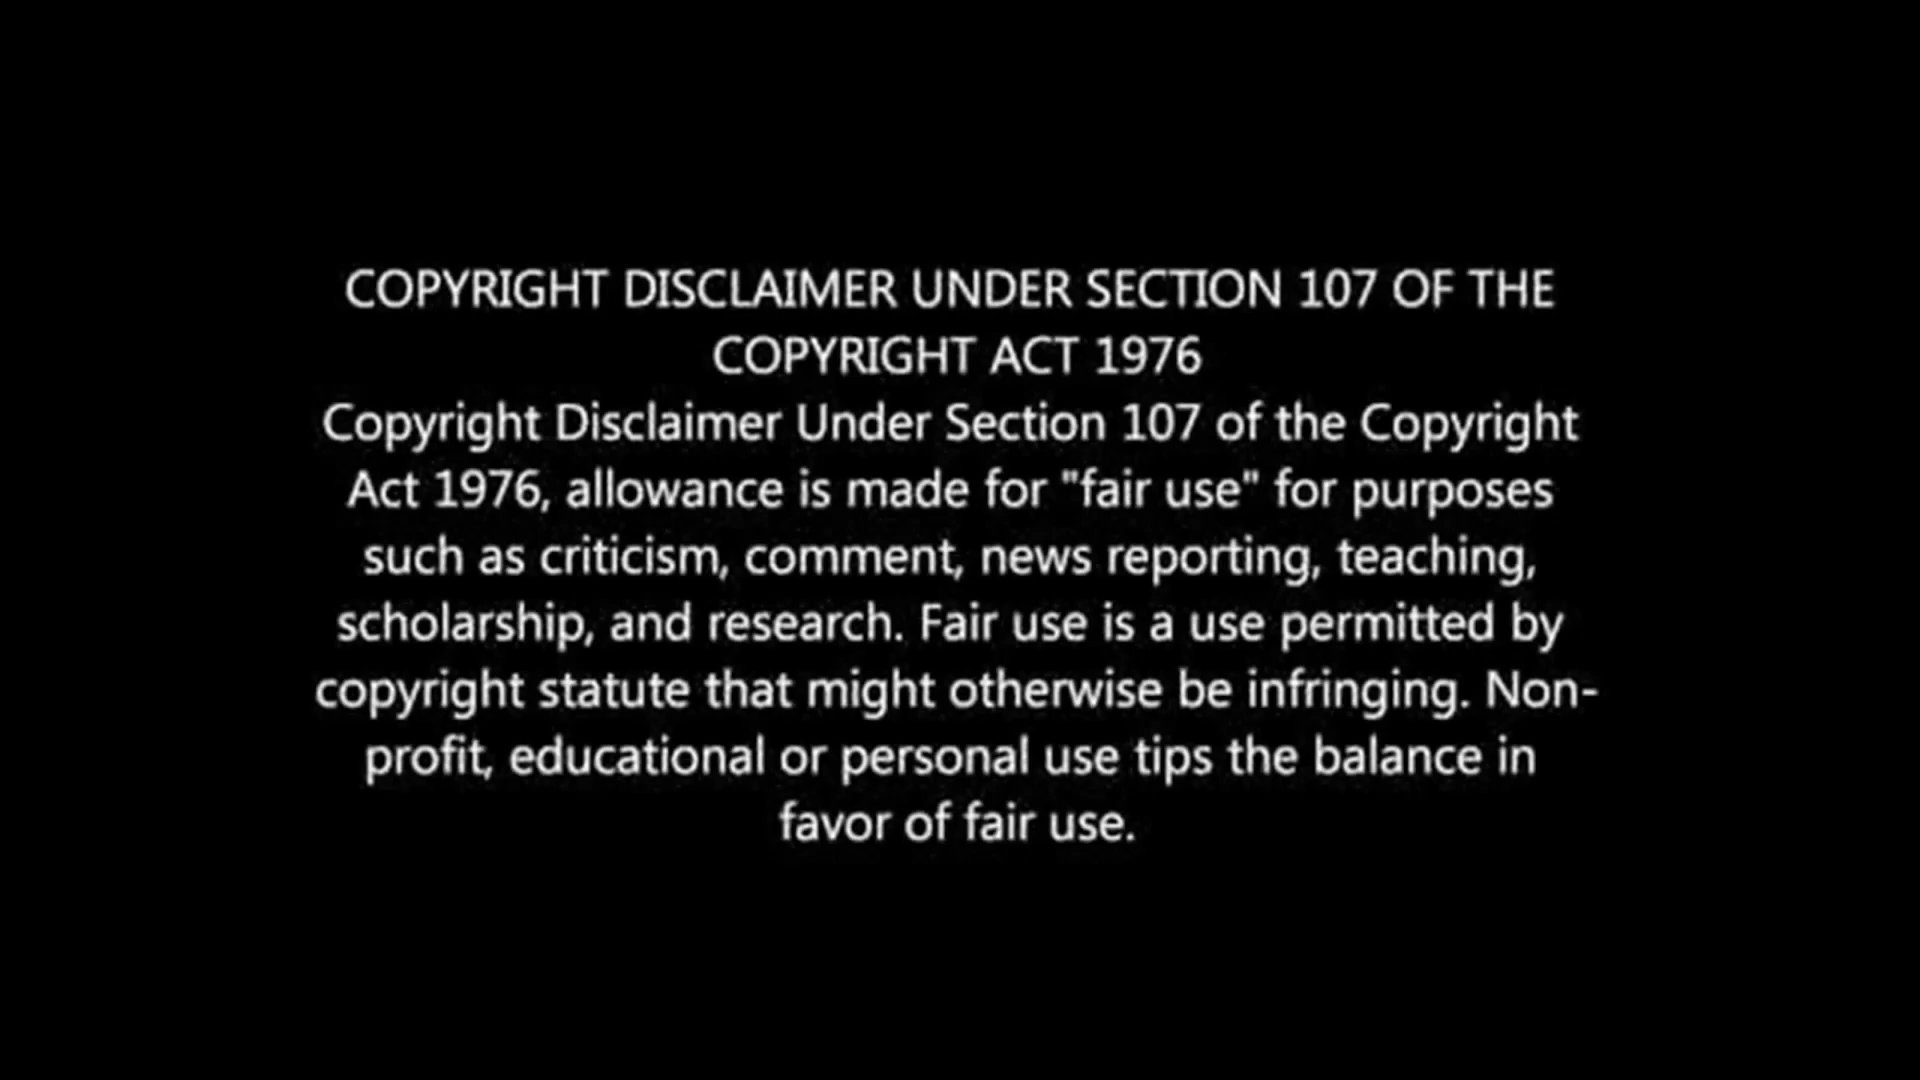 COPYRIGHT DISCLAIMER UNDER SECTION 107 OF THE
COPYRIGHT ACT 1976
Copyright Disclaimer Under Section 107 of the Copyright
Act 1976, allowance is made for "fair use" for purposes
such as criticism, comment, news reporting, teaching,
scholarship, and research. Fair use is a use permitted by
copyright statute that might otherwise be infringing. Non-
profit, educational or personal use tips the balance in
favor of fair use.